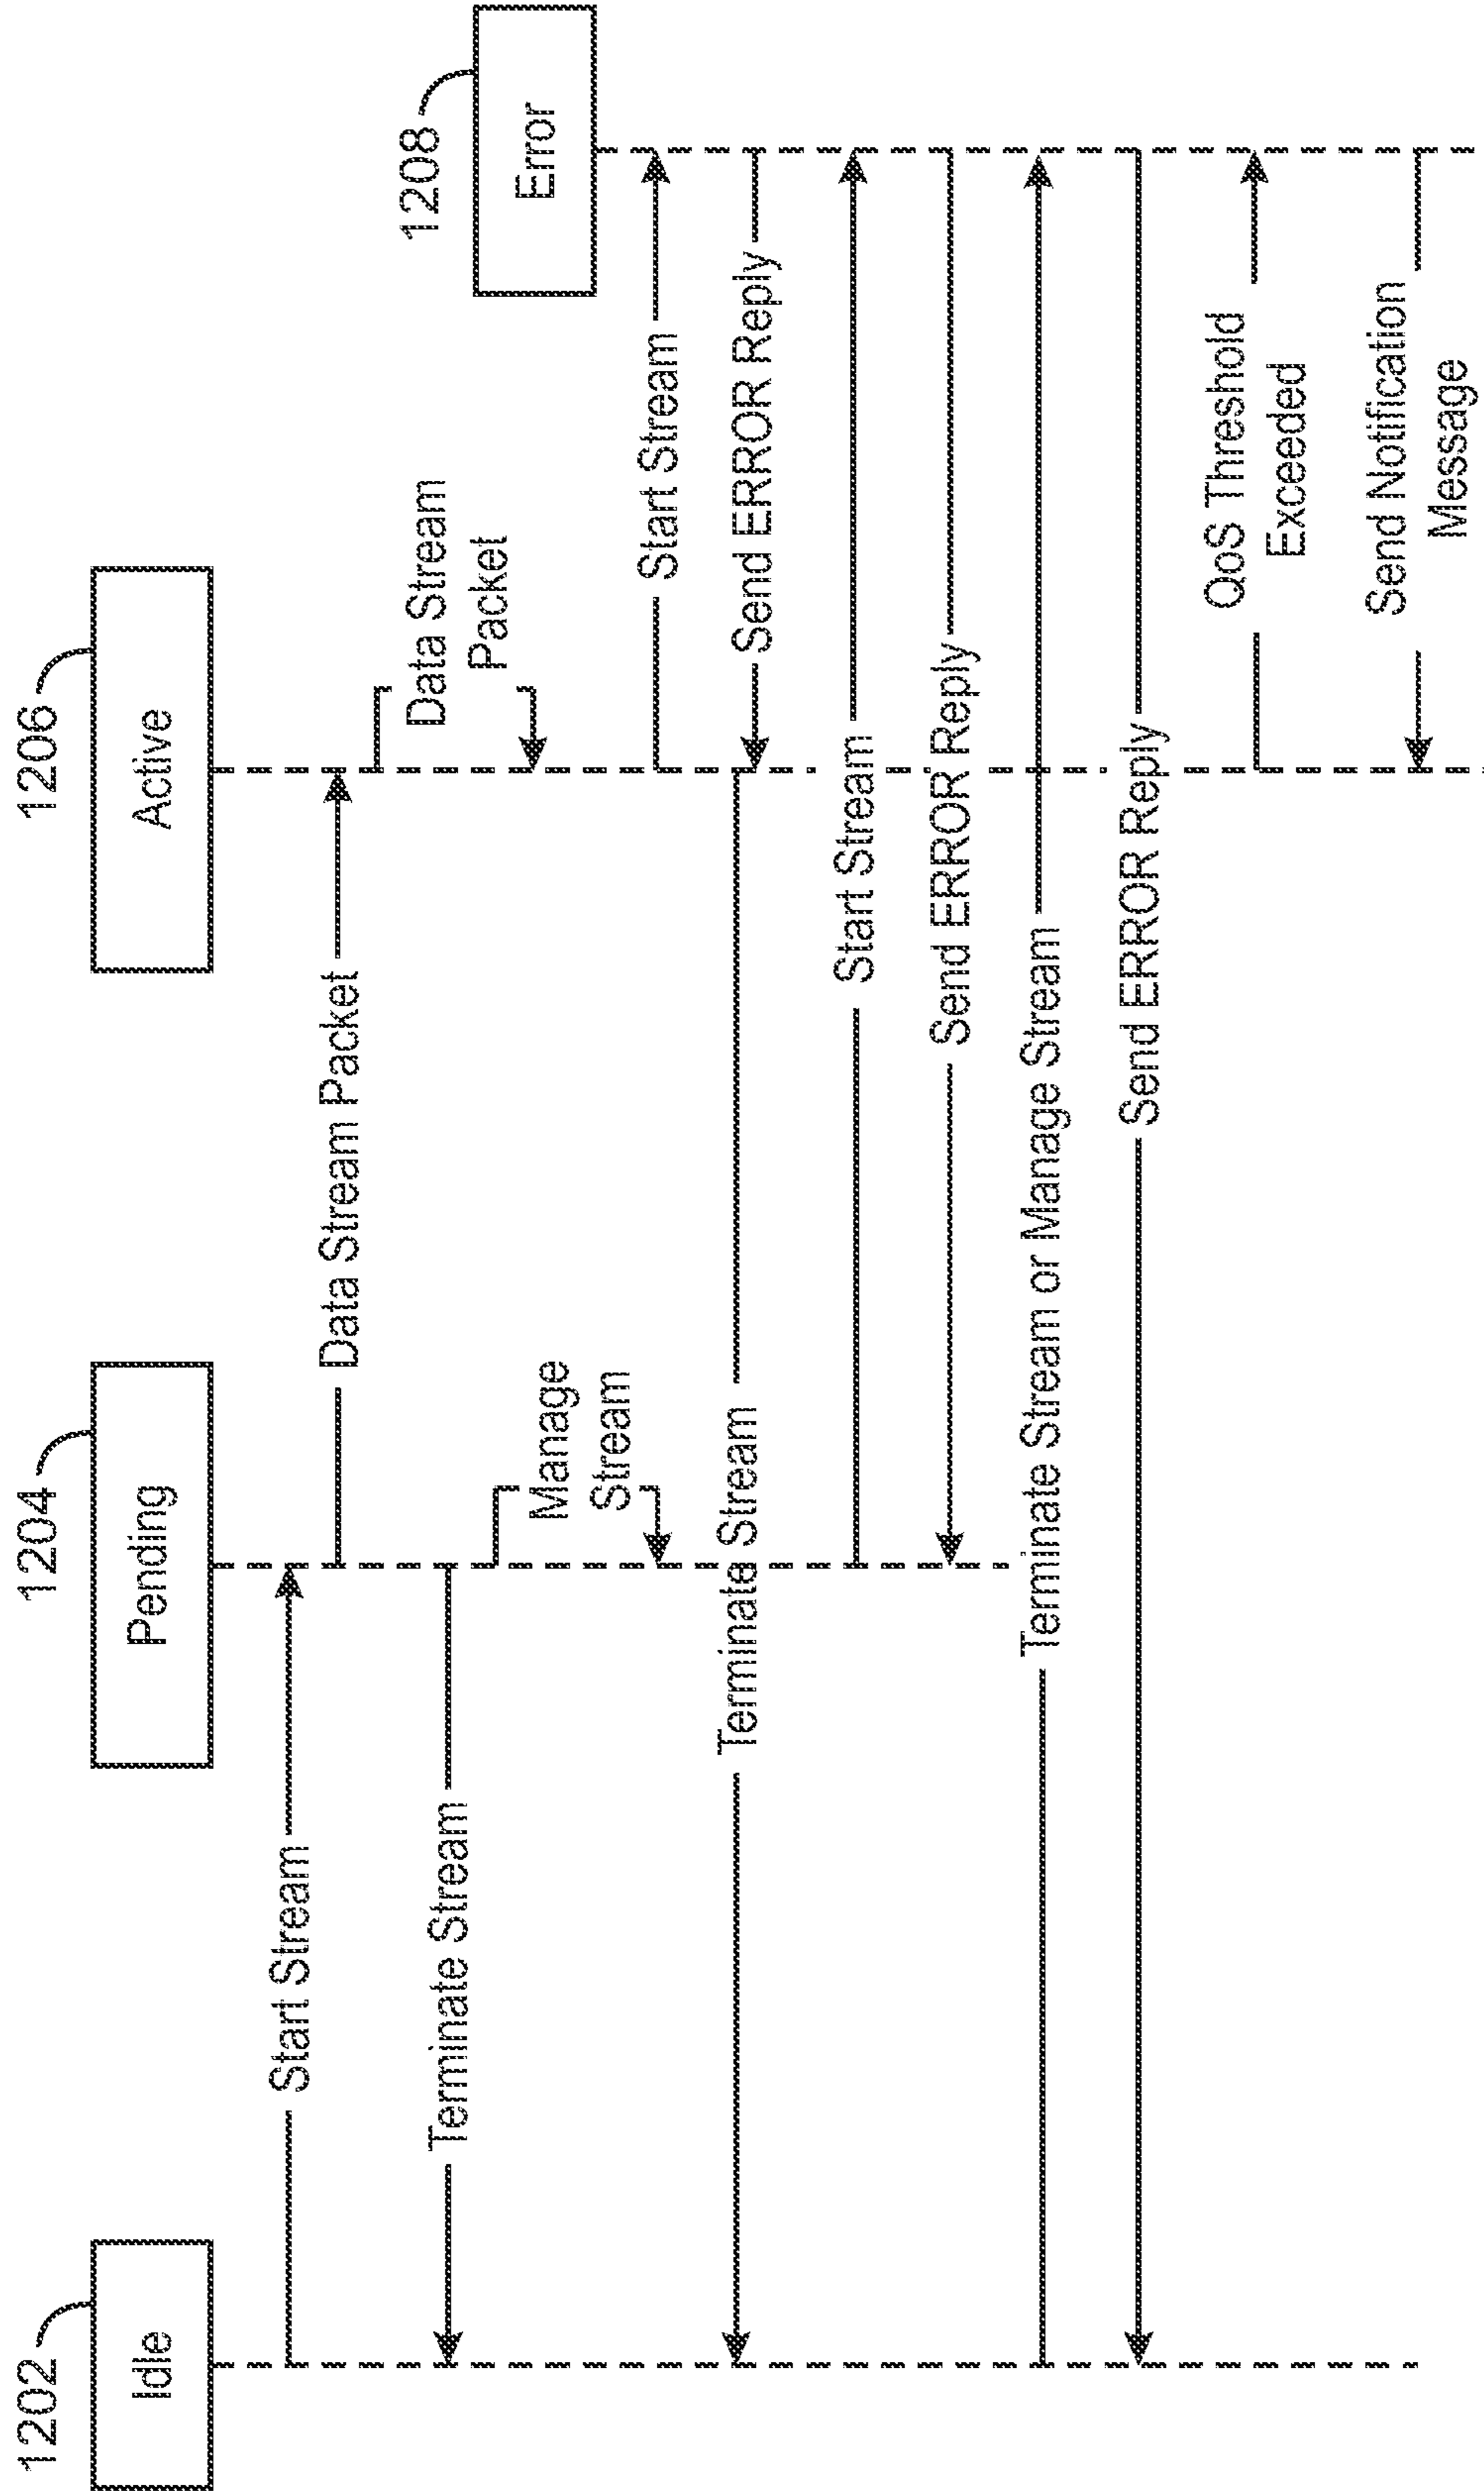 1202
Idle
1204
Pending
1206
Active
1208
Error
Start Stream
Data Stream Packet
Data Stream
Packet
Terminate Stream
Manage
Stream
Start Stream
Terminate Stream
Send ERROR Reply
Start Stream
Send ERROR Reply
Terminate Stream or Manage Stream
Send ERROR Reply
QoS Threshold
Exceeded
Send Notification
Message